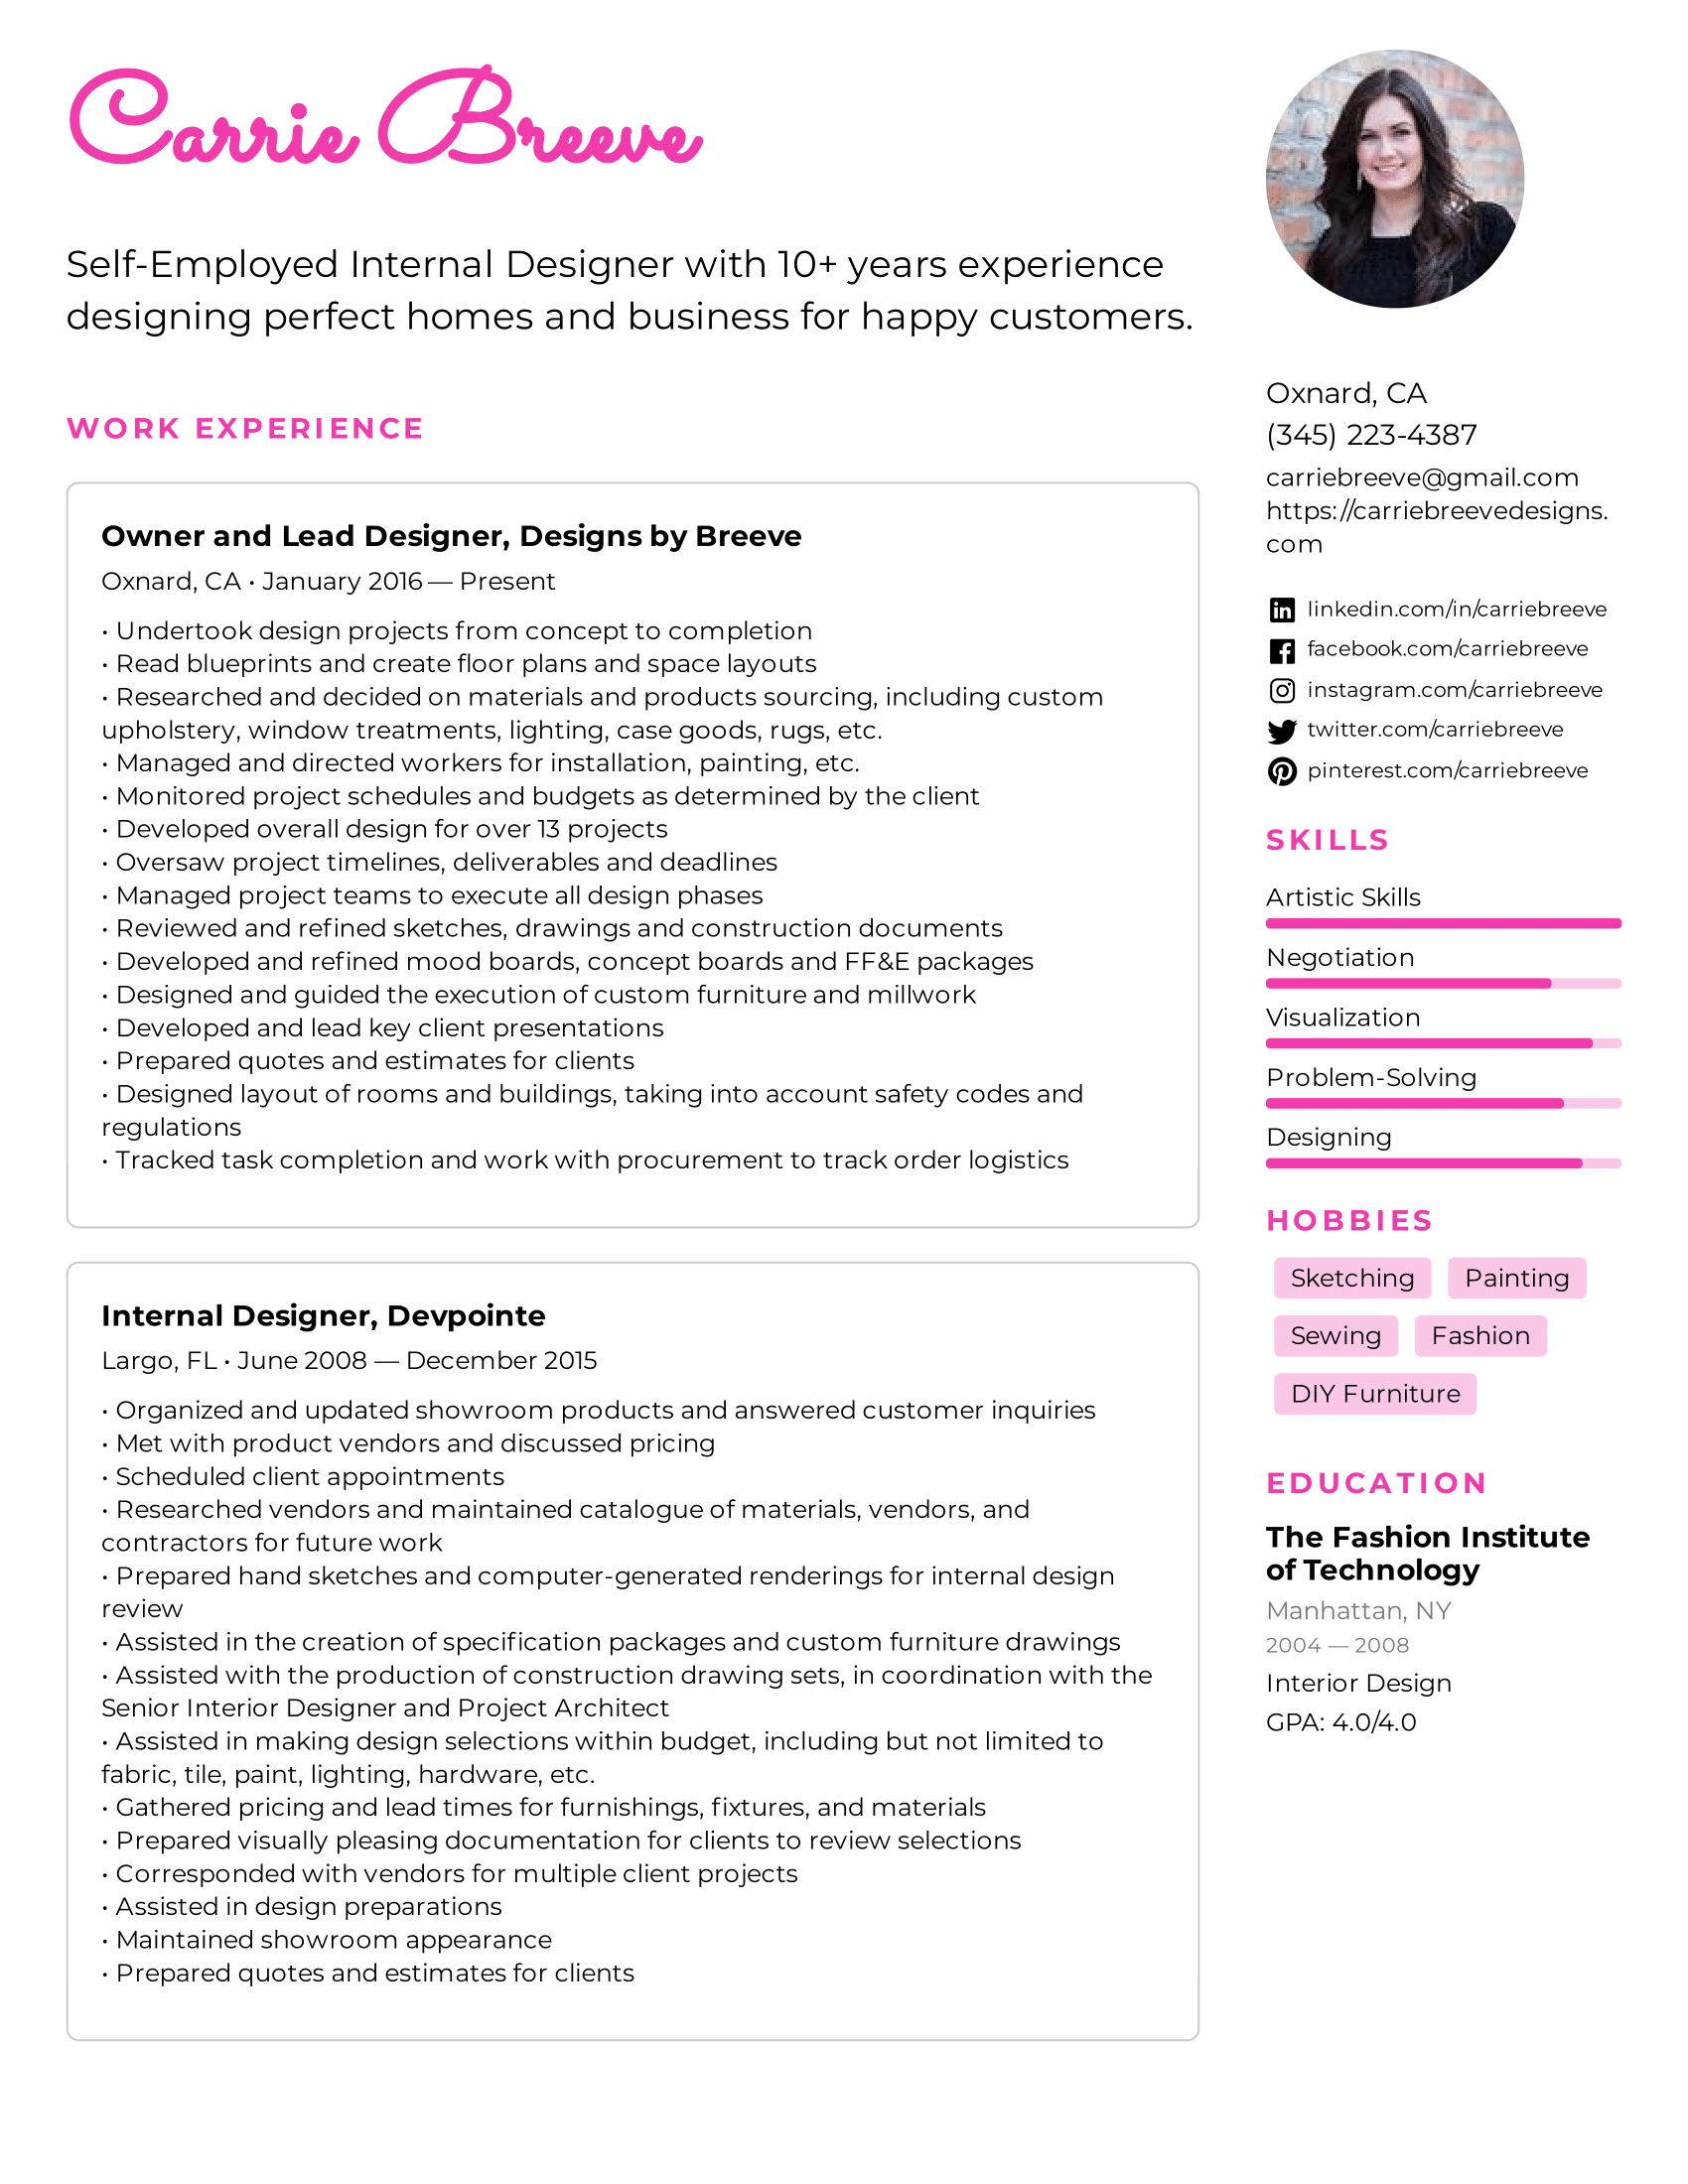 Carrie Breeve
Self-Employed Internal Designer with 10+ years experience
designing perfect homes and business for happy customers.
WORK EXPERIENCE
Owner and Lead Designer, Designs by Breeve
Oxnard, CA • January 2016 — Present
• Undertook design projects from concept to completion
• Read blueprints and create floor plans and space layouts
• Researched and decided on materials and products sourcing, including custom
upholstery, window treatments, lighting, case goods, rugs, etc.
• Managed and directed workers for installation, painting, etc.
• Monitored project schedules and budgets as determined by the client
• Developed overall design for over 13 projects
• Oversaw project timelines, deliverables and deadlines
• Managed project teams to execute all design phases
• Reviewed and refined sketches, drawings and construction documents
• Developed and refined mood boards, concept boards and FF&E packages
• Designed and guided the execution of custom furniture and millwork
• Developed and lead key client presentations
• Prepared quotes and estimates for clients
• Designed layout of rooms and buildings, taking into account safety codes and
regulations
• Tracked task completion and work with procurement to track order logistics
Internal Designer, Devpointe
Largo, FL • June 2008 — December 2015
• Organized and updated showroom products and answered customer inquiries
• Met with product vendors and discussed pricing
• Scheduled client appointments
• Researched vendors and maintained catalogue of materials, vendors, and
contractors for future work
• Prepared hand sketches and computer-generated renderings for internal design
review
• Assisted in the creation of specification packages and custom furniture drawings
• Assisted with the production of construction drawing sets, in coordination with the
Senior Interior Designer and Project Architect
• Assisted in making design selections within budget, including but not limited to
fabric, tile, paint, lighting, hardware, etc.
• Gathered pricing and lead times for furnishings, fixtures, and materials
• Prepared visually pleasing documentation for clients to review selections
• Corresponded with vendors for multiple client projects
• Assisted in design preparations
• Maintained showroom appearance
• Prepared quotes and estimates for clients
Oxnard, CA
(345) 223-4387
carriebreeve@gmail.com
https://carriebreevedesigns.
com
linkedin.com/in/carriebreeve
facebook.com/carriebreeve
instagram.com/carriebreeve
twitter.com/carriebreeve
pinterest.com/carriebreeve
SKILLS
Artistic Skills
Negotiation
Visualization
Problem-Solving
Designing
HOBBIES
Sketching Painting
Sewing Fashion
DIY Furniture
EDUCATION
The Fashion Institute
of Technology
Manhattan, NY
2004 — 2008
Interior Design
GPA: 4.0/4.0